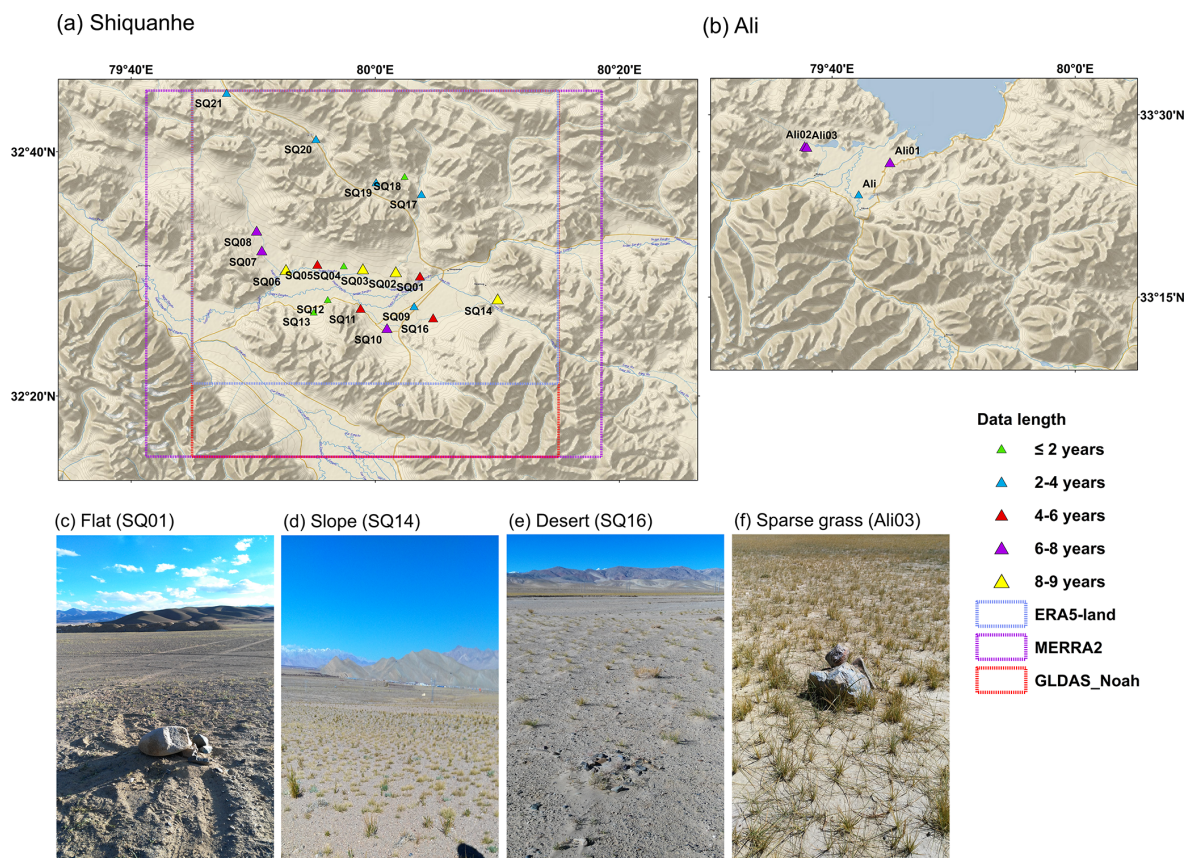 (a) Shiquanhe
(b) Ali
79°40'E 80°00'E 80°20'E
79°40'E 80°00'E
33°30'N
33°15'N
32°40'N
32°20'N
SQ21
SQ20
SQ18
SQ19
SQ17
SQ08
SQ07
SQ06
SQ05
SQ04
SQ03
SQ02
SQ01
SQ14
SQ12
SQ13
SQ11
SQ09
SQ16
SQ10
Ali02
Ali03
Ali01
Ali
Data length
≤ 2 years
2-4 years
4-6 years
6-8 years
8-9 years
ERA5-land
MERRA2
GLDAS_Noah
(c) Flat (SQ01)
(d) Slope (SQ14)
(e) Desert (SQ16)
(f) Sparse grass (Ali03)